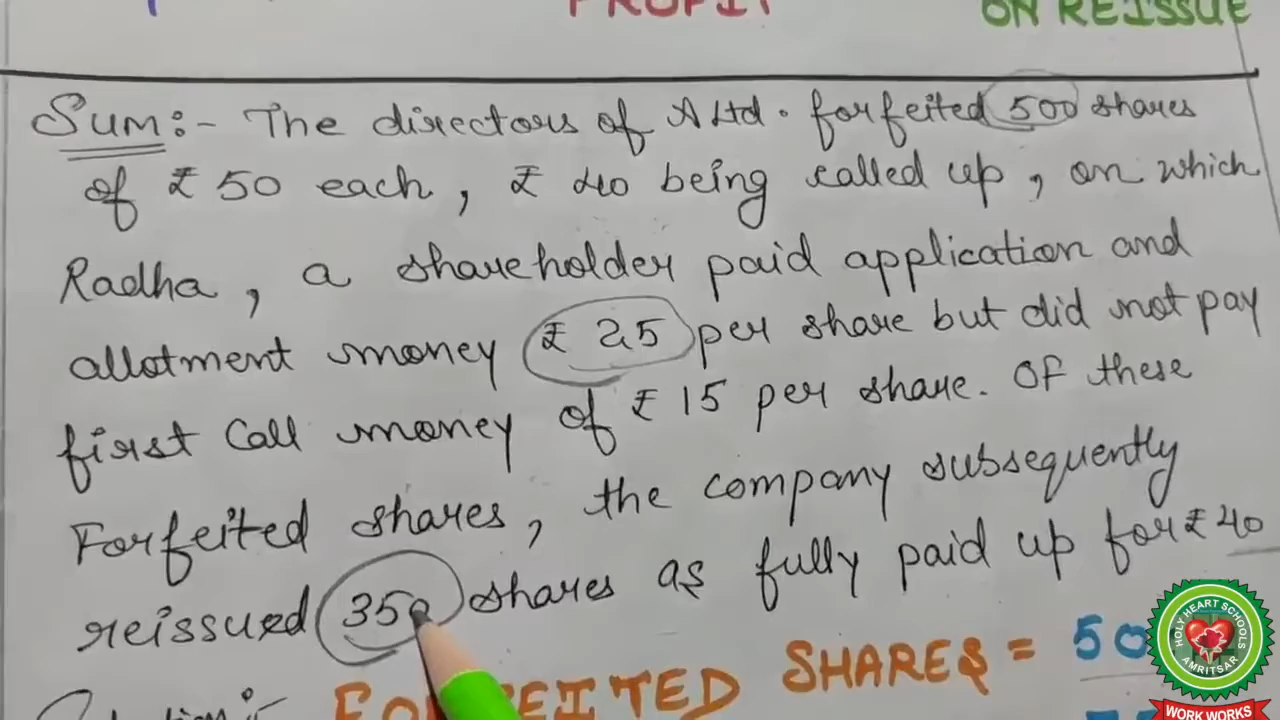 PROFIT
ON REISSUE
Sum:- The directors of A Ltd. forfeited 500 shares
of ₹ 50 each, ₹ 40 being called up, on which
Radha, a shareholder paid application and
allotment money ₹ 25 per share but did not pay
first call money of ₹ 15 per share. Of these
Forfeited shares, the company subsequently
reissued 350 shares as fully paid up for ₹ 40
FORFEITED SHARES = 50
HOLY HEART SCHOOLS
AMRITSAR
WORK WORKS